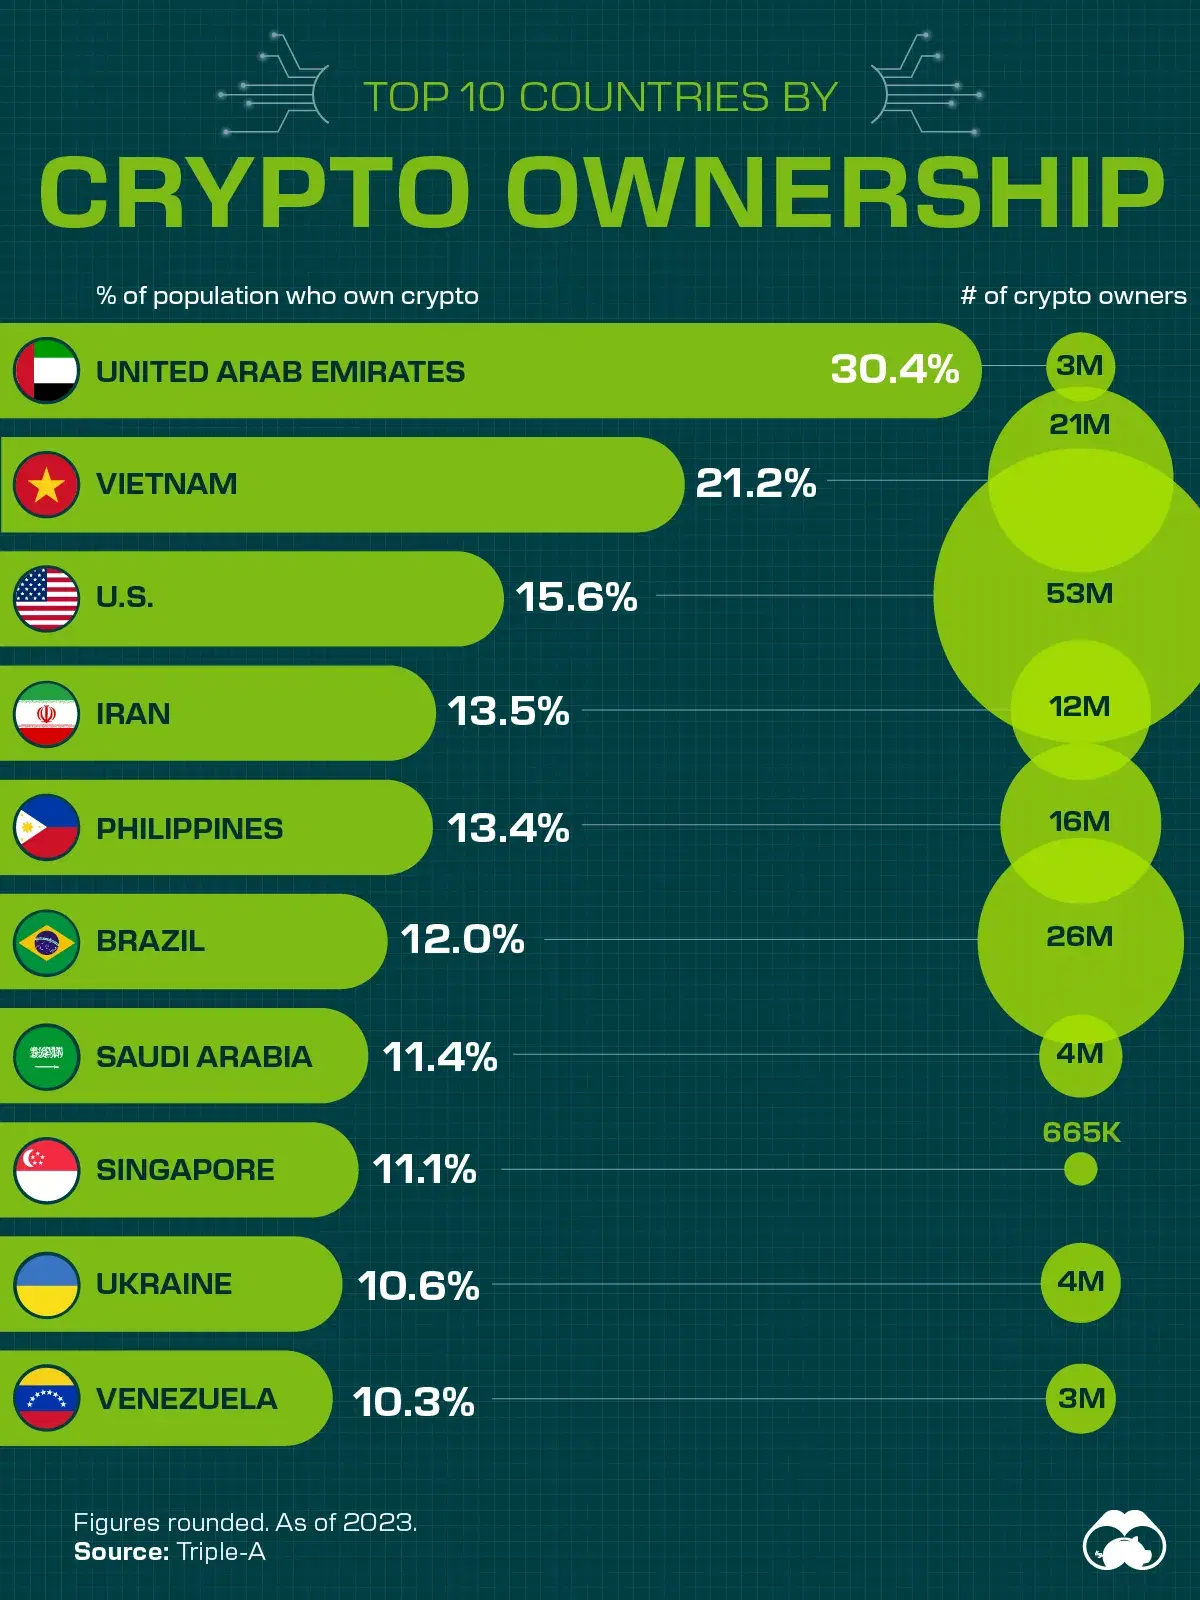 TOP 10 COUNTRIES BY
CRYPTO OWNERSHIP
% of population who own crypto
# of crypto owners
UNITED ARAB EMIRATES 30.4% 3M
21M
VIETNAM 21.2%
U.S. 15.6% 53M
IRAN 13.5% 12M
PHILIPPINES 13.4% 16M
BRAZIL 12.0% 26M
SAUDI ARABIA 11.4% 4M
665K
SINGAPORE 11.1%
UKRAINE 10.6% 4M
VENEZUELA 10.3% 3M
Figures rounded. As of 2023.
Source: Triple-A